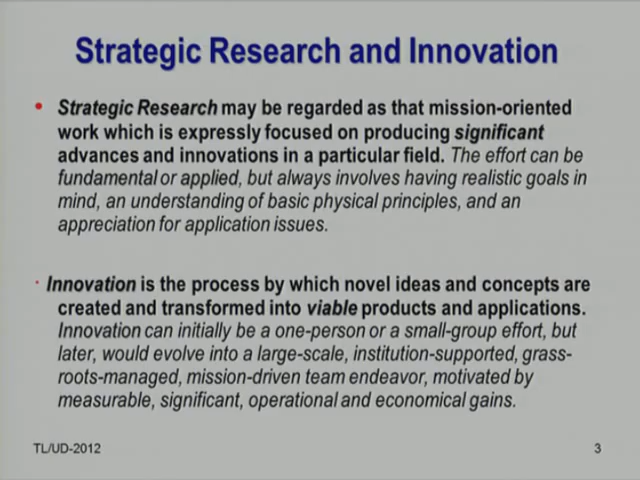 Strategic Research and Innovation
• Strategic Research may be regarded as that mission-oriented
work which is expressly focused on producing significant
advances and innovations in a particular field. The effort can be
fundamental or applied, but always involves having realistic goals in
mind, an understanding of basic physical principles, and an
appreciation for application issues.
· Innovation is the process by which novel ideas and concepts are
created and transformed into viable products and applications.
Innovation can initially be a one-person or a small-group effort, but
later, would evolve into a large-scale, institution-supported, grass-
roots-managed, mission-driven team endeavor, motivated by
measurable, significant, operational and economical gains.
TL/UD-2012
3